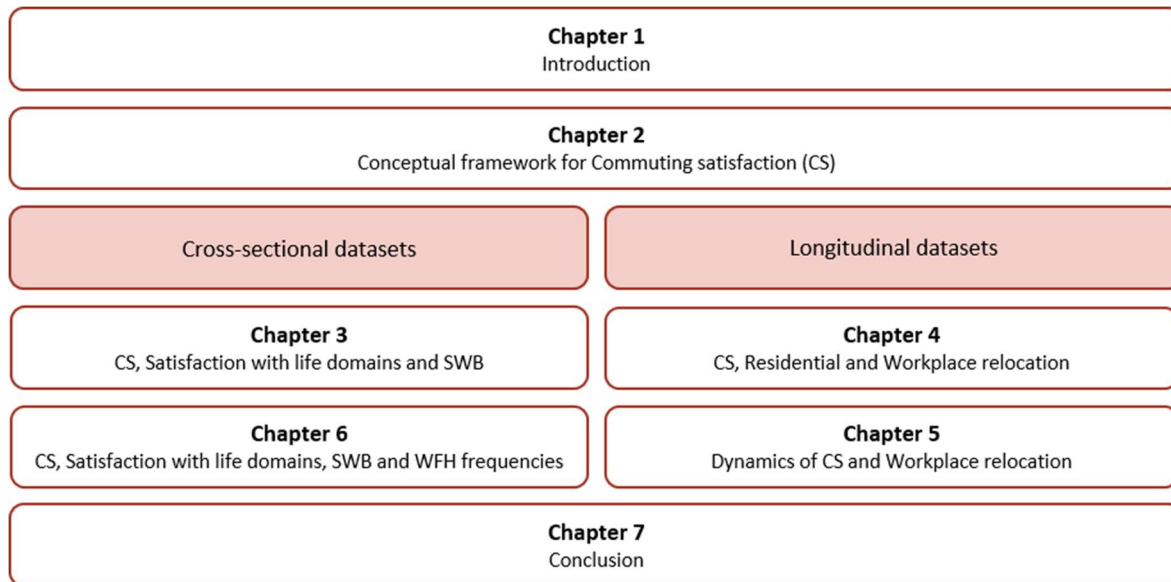 Chapter 1
Introduction
Chapter 2
Conceptual framework for Commuting satisfaction (CS)
Cross-sectional datasets
Longitudinal datasets
Chapter 3
CS, Satisfaction with life domains and SWB
Chapter 4
CS, Residential and Workplace relocation
Chapter 6
CS, Satisfaction with life domains, SWB and WFH frequencies
Chapter 5
Dynamics of CS and Workplace relocation
Chapter 7
Conclusion